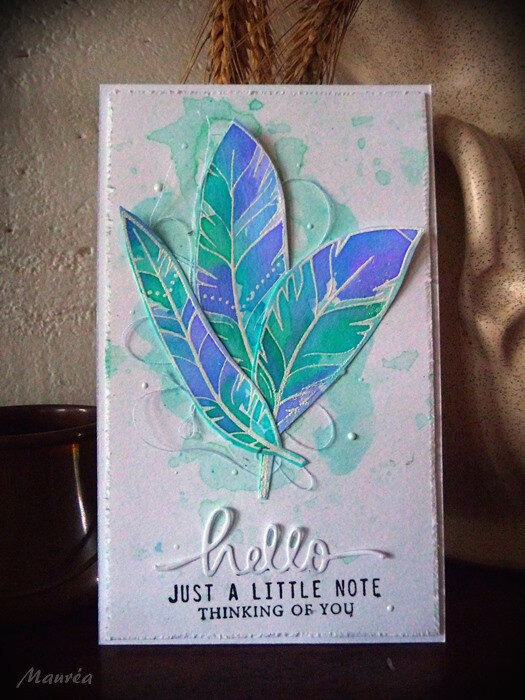 hello
JUST A LITTLE NOTE
THINKING OF YOU
Mauréa